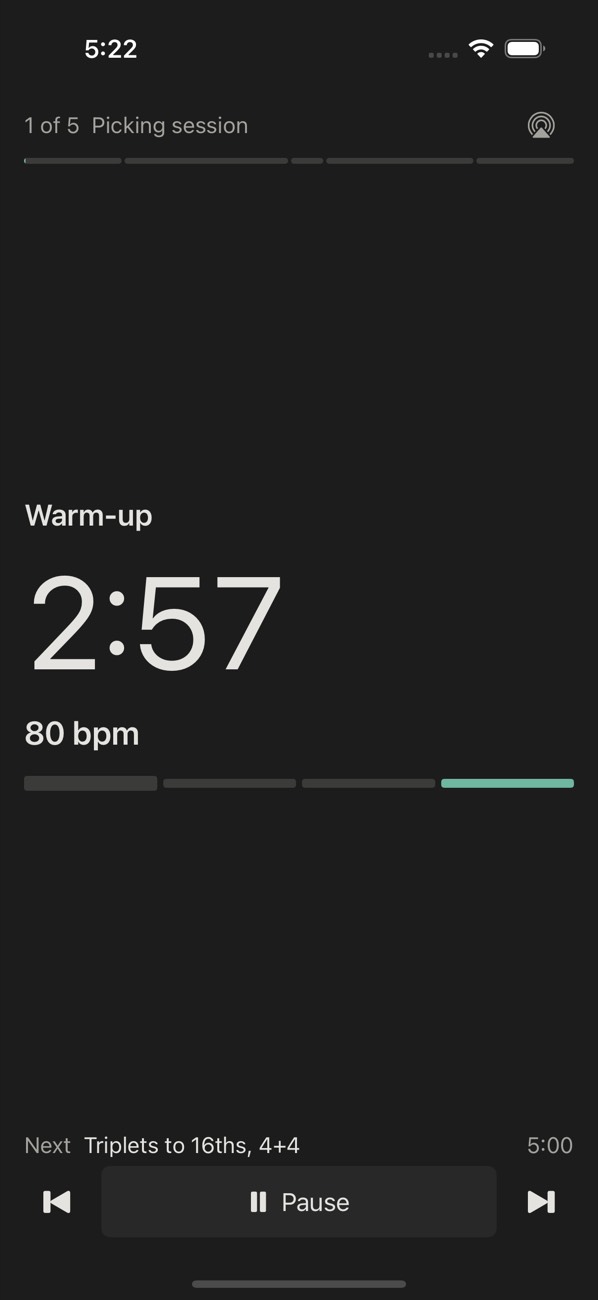 5:22
1 of 5 Picking session
Warm-up
2:57
80 bpm
Next Triplets to 16ths, 4+4 5:00
Pause